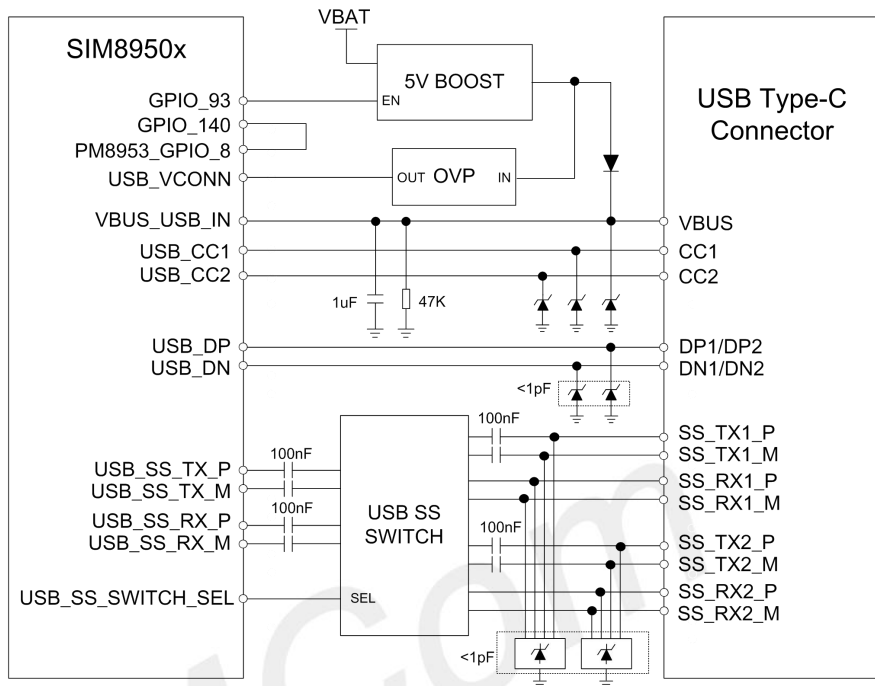 VBAT
SIM8950x
5V BOOST
EN
USB Type-C
Connector
GPIO_93
GPIO_140
PM8953_GPIO_8
USB_VCONN
OUT OVP IN
VBUS_USB_IN
VBUS
USB_CC1
CC1
USB_CC2
CC2
1uF
47K
USB_DP
DP1/DP2
USB_DN
DN1/DN2
<1pF
100nF
SS_TX1_P
SS_TX1_M
100nF
USB_SS_TX_P
USB_SS_TX_M
SS_RX1_P
SS_RX1_M
100nF
USB_SS_RX_P
USB_SS_RX_M
USB SS
SWITCH
100nF
SS_TX2_P
SS_TX2_M
USB_SS_SWITCH_SEL
SEL
SS_RX2_P
SS_RX2_M
<1pF